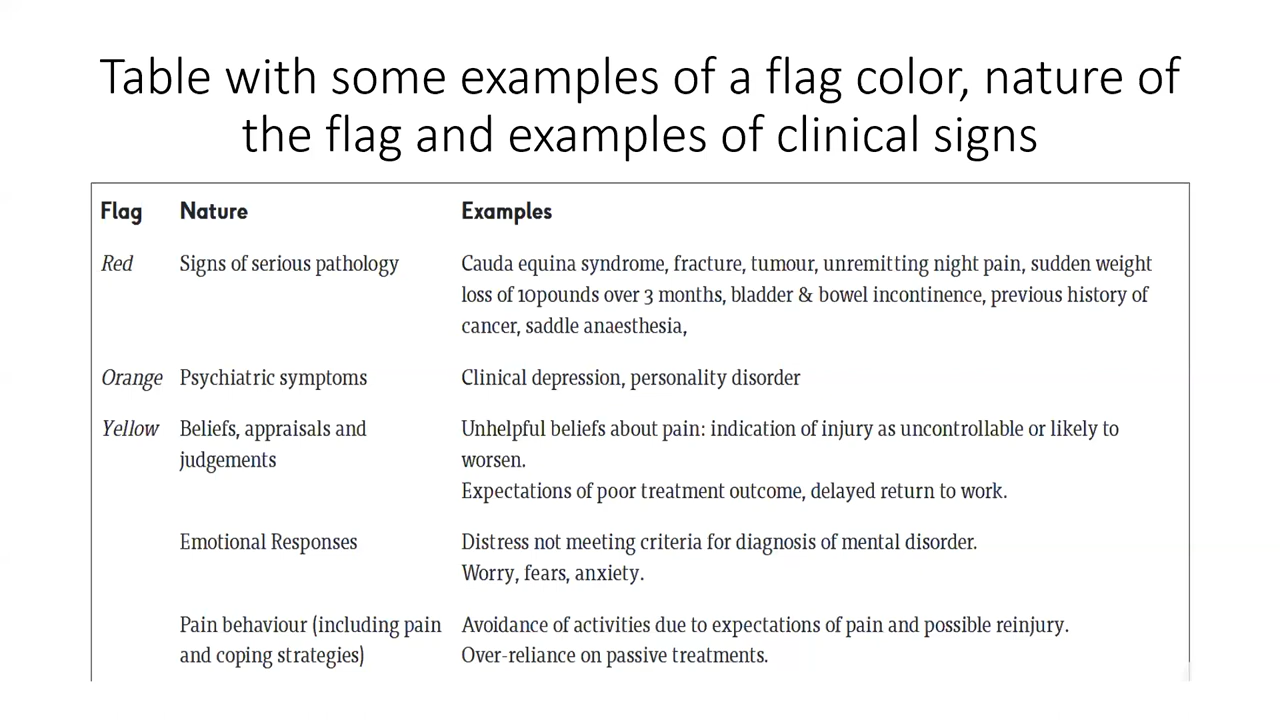 Table with some examples of a flag color, nature of
the flag and examples of clinical signs
Flag Nature Examples
Red Signs of serious pathology Cauda equina syndrome, fracture, tumour, unremitting night pain, sudden weight
loss of 10pounds over 3 months, bladder & bowel incontinence, previous history of
cancer, saddle anaesthesia,
Orange Psychiatric symptoms Clinical depression, personality disorder
Yellow Beliefs, appraisals and Unhelpful beliefs about pain: indication of injury as uncontrollable or likely to
judgements worsen.
Expectations of poor treatment outcome, delayed return to work.
Emotional Responses Distress not meeting criteria for diagnosis of mental disorder.
Worry, fears, anxiety.
Pain behaviour (including pain Avoidance of activities due to expectations of pain and possible reinjury.
and coping strategies) Over-reliance on passive treatments.